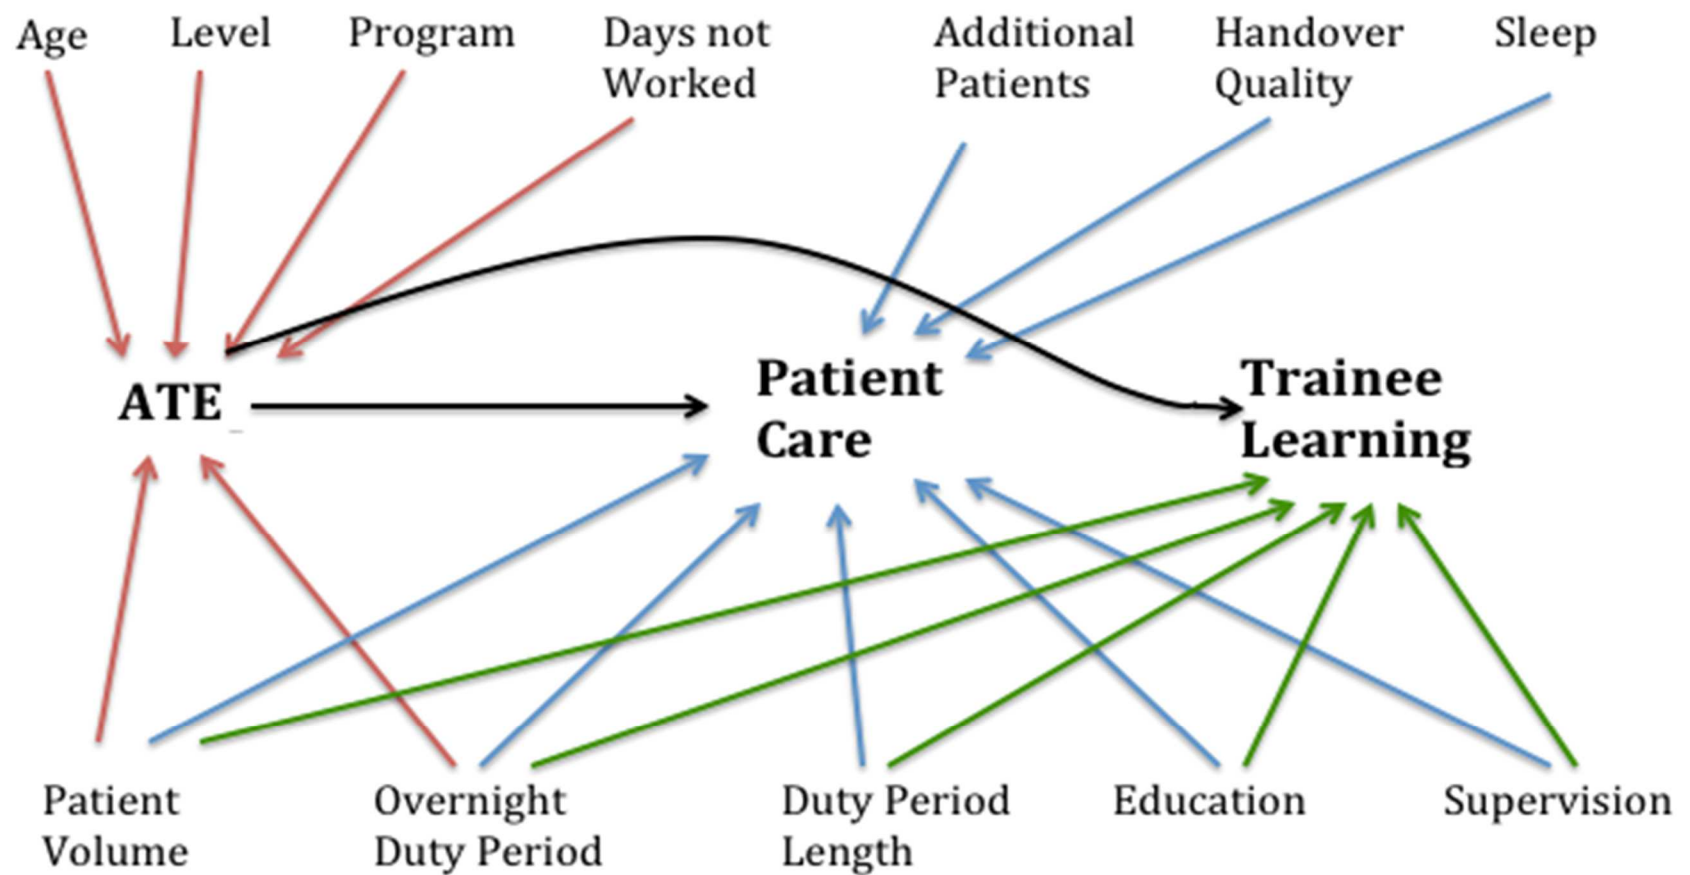 Age
Level
Program
Days not
Worked
Additional
Patients
Handover
Quality
Sleep
ATE
Patient
Care
Trainee
Learning
Patient
Volume
Overnight
Duty Period
Duty Period
Length
Education
Supervision